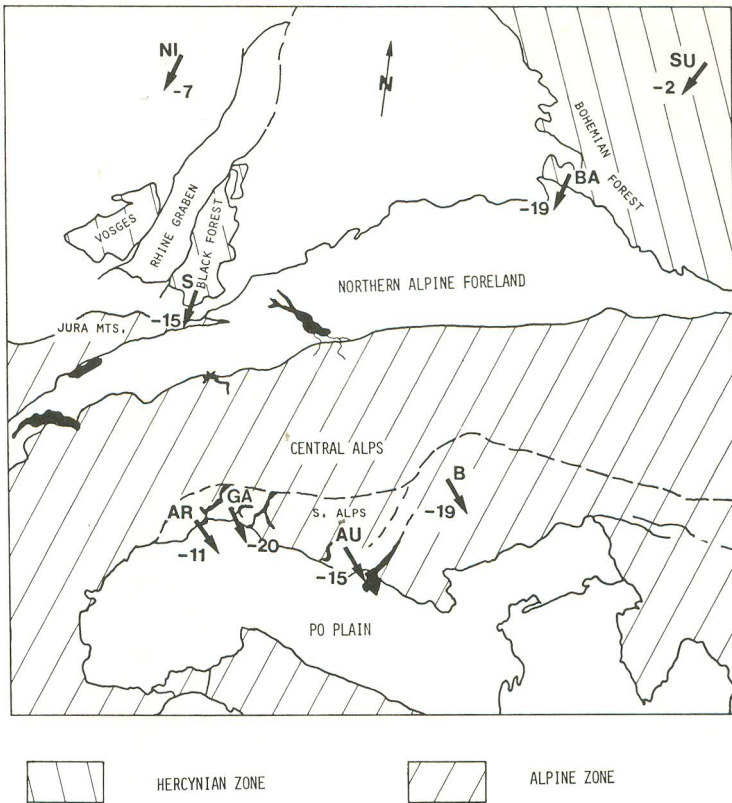 NI
-7
N
SU
-2
BOHEMIAN FOREST
BA
-19
VOSGES
RHINE GRABEN
BLACK FOREST
S
-15
NORTHERN ALPINE FORELAND
JURA MTS.
CENTRAL ALPS
B
-19
GA
AR
S. ALPS
AU
-11
-20
-15
PO PLAIN
HERCYNIAN ZONE
ALPINE ZONE